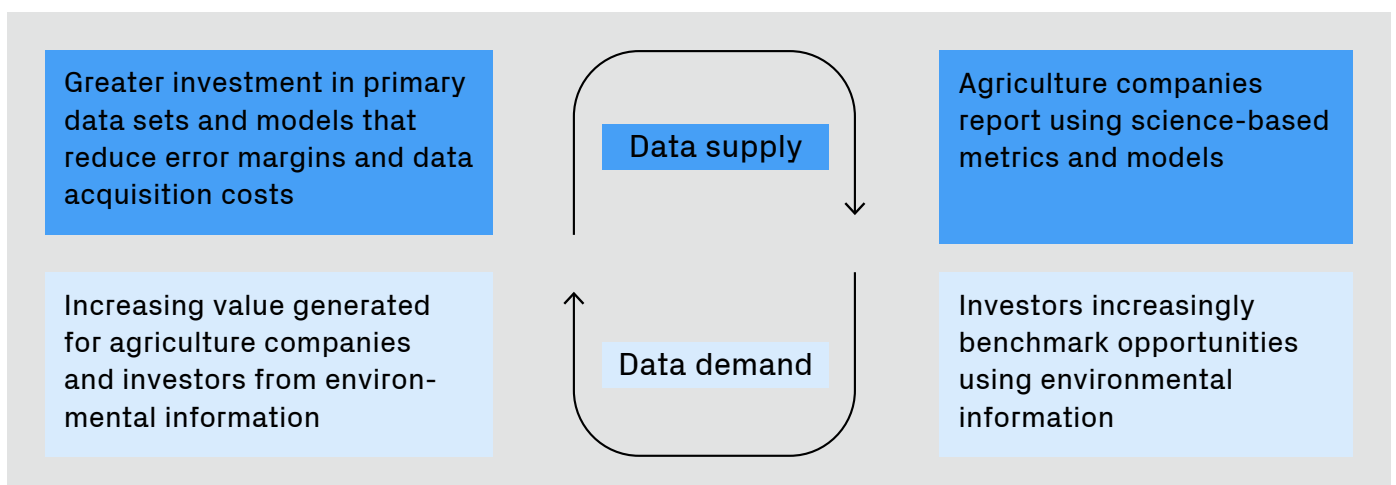 Greater investment in primary
data sets and models that
reduce error margins and data
acquisition costs
Data supply
Agriculture companies
report using science-based
metrics and models
Increasing value generated
for agriculture companies
and investors from environ-
mental information
Data demand
Investors increasingly
benchmark opportunities
using environmental
information